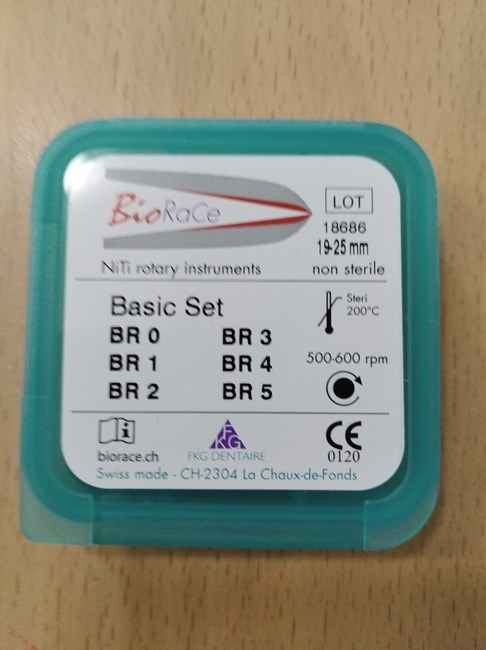 BioRaCe
LOT
18686
19-25 mm
NiTi rotary instruments
non sterile
Basic Set
Steri
200°C
BR 0
BR 3
BR 1
BR 4
500-600 rpm
BR 2
BR 5
i
FKG
CE
biorace.ch
FKG DENTAIRE
0120
Swiss made - CH-2304 La Chaux-de-Fonds